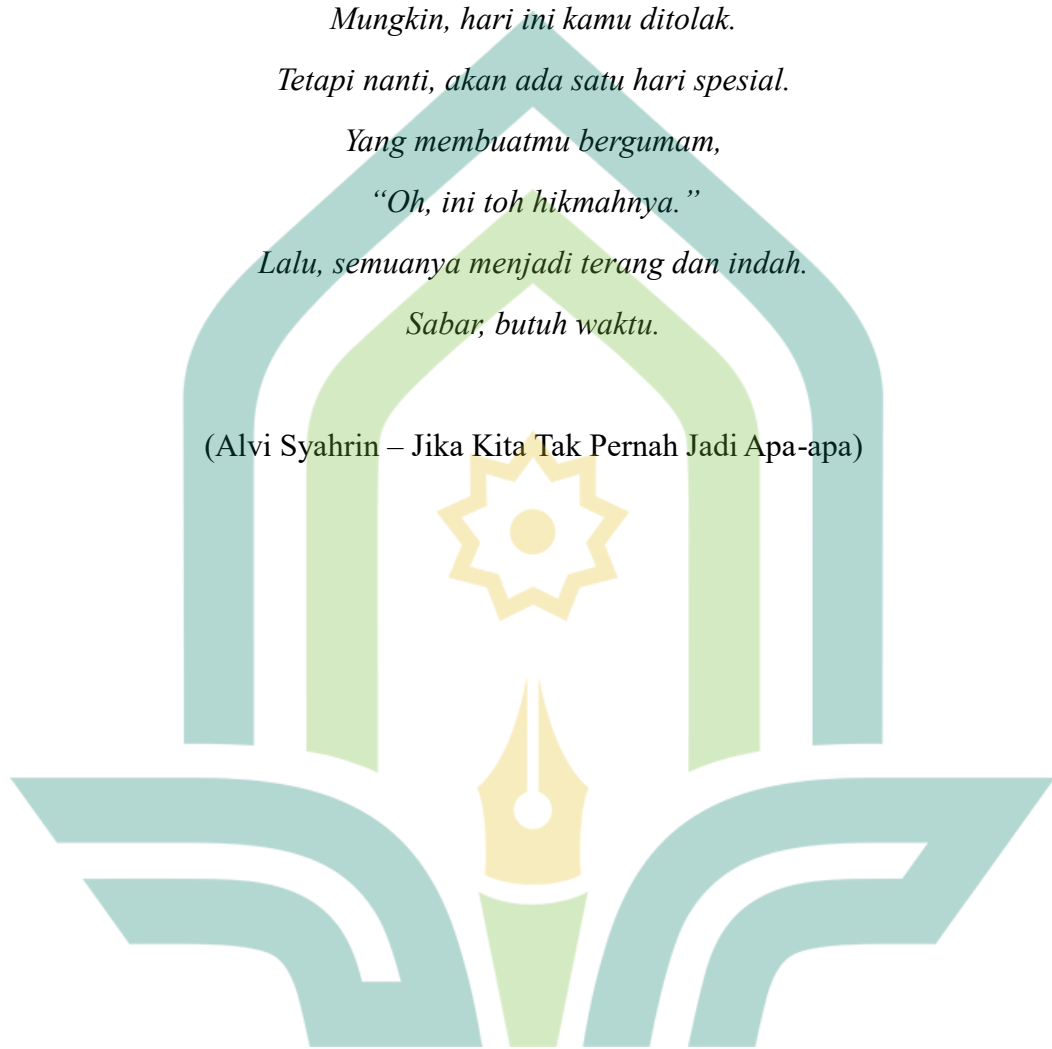 Mungkin, hari ini kamu ditolak.
Tetapi nanti, akan ada satu hari spesial.
Yang membuatmu bergumam,
“Oh, ini toh hikmahnya.”
Lalu, semuanya menjadi terang dan indah.
Sabar, butuh waktu.
(Alvi Syahrin – Jika Kita Tak Pernah Jadi Apa-apa)